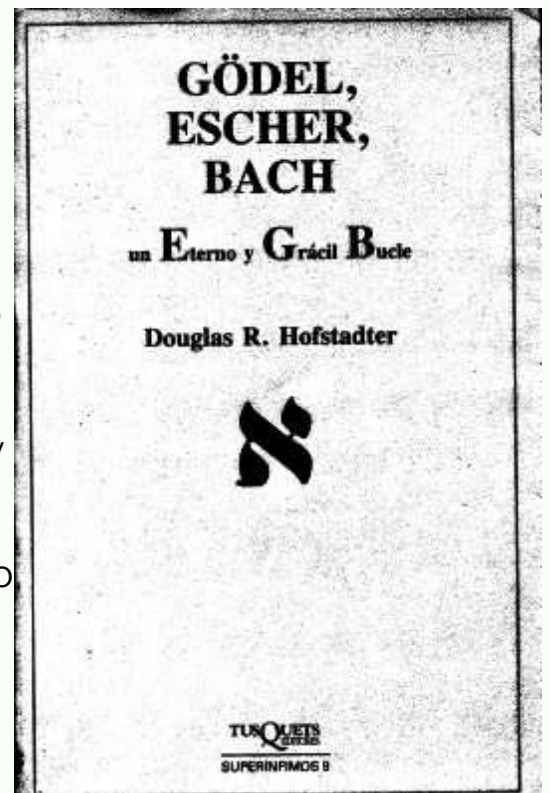 GÖDEL,
ESCHER,
BACH
un Eterno y Grácil Bucle
Douglas R. Hofstadter
א
TUSQUETS
EDITORES
SUPERINFIMOS 9